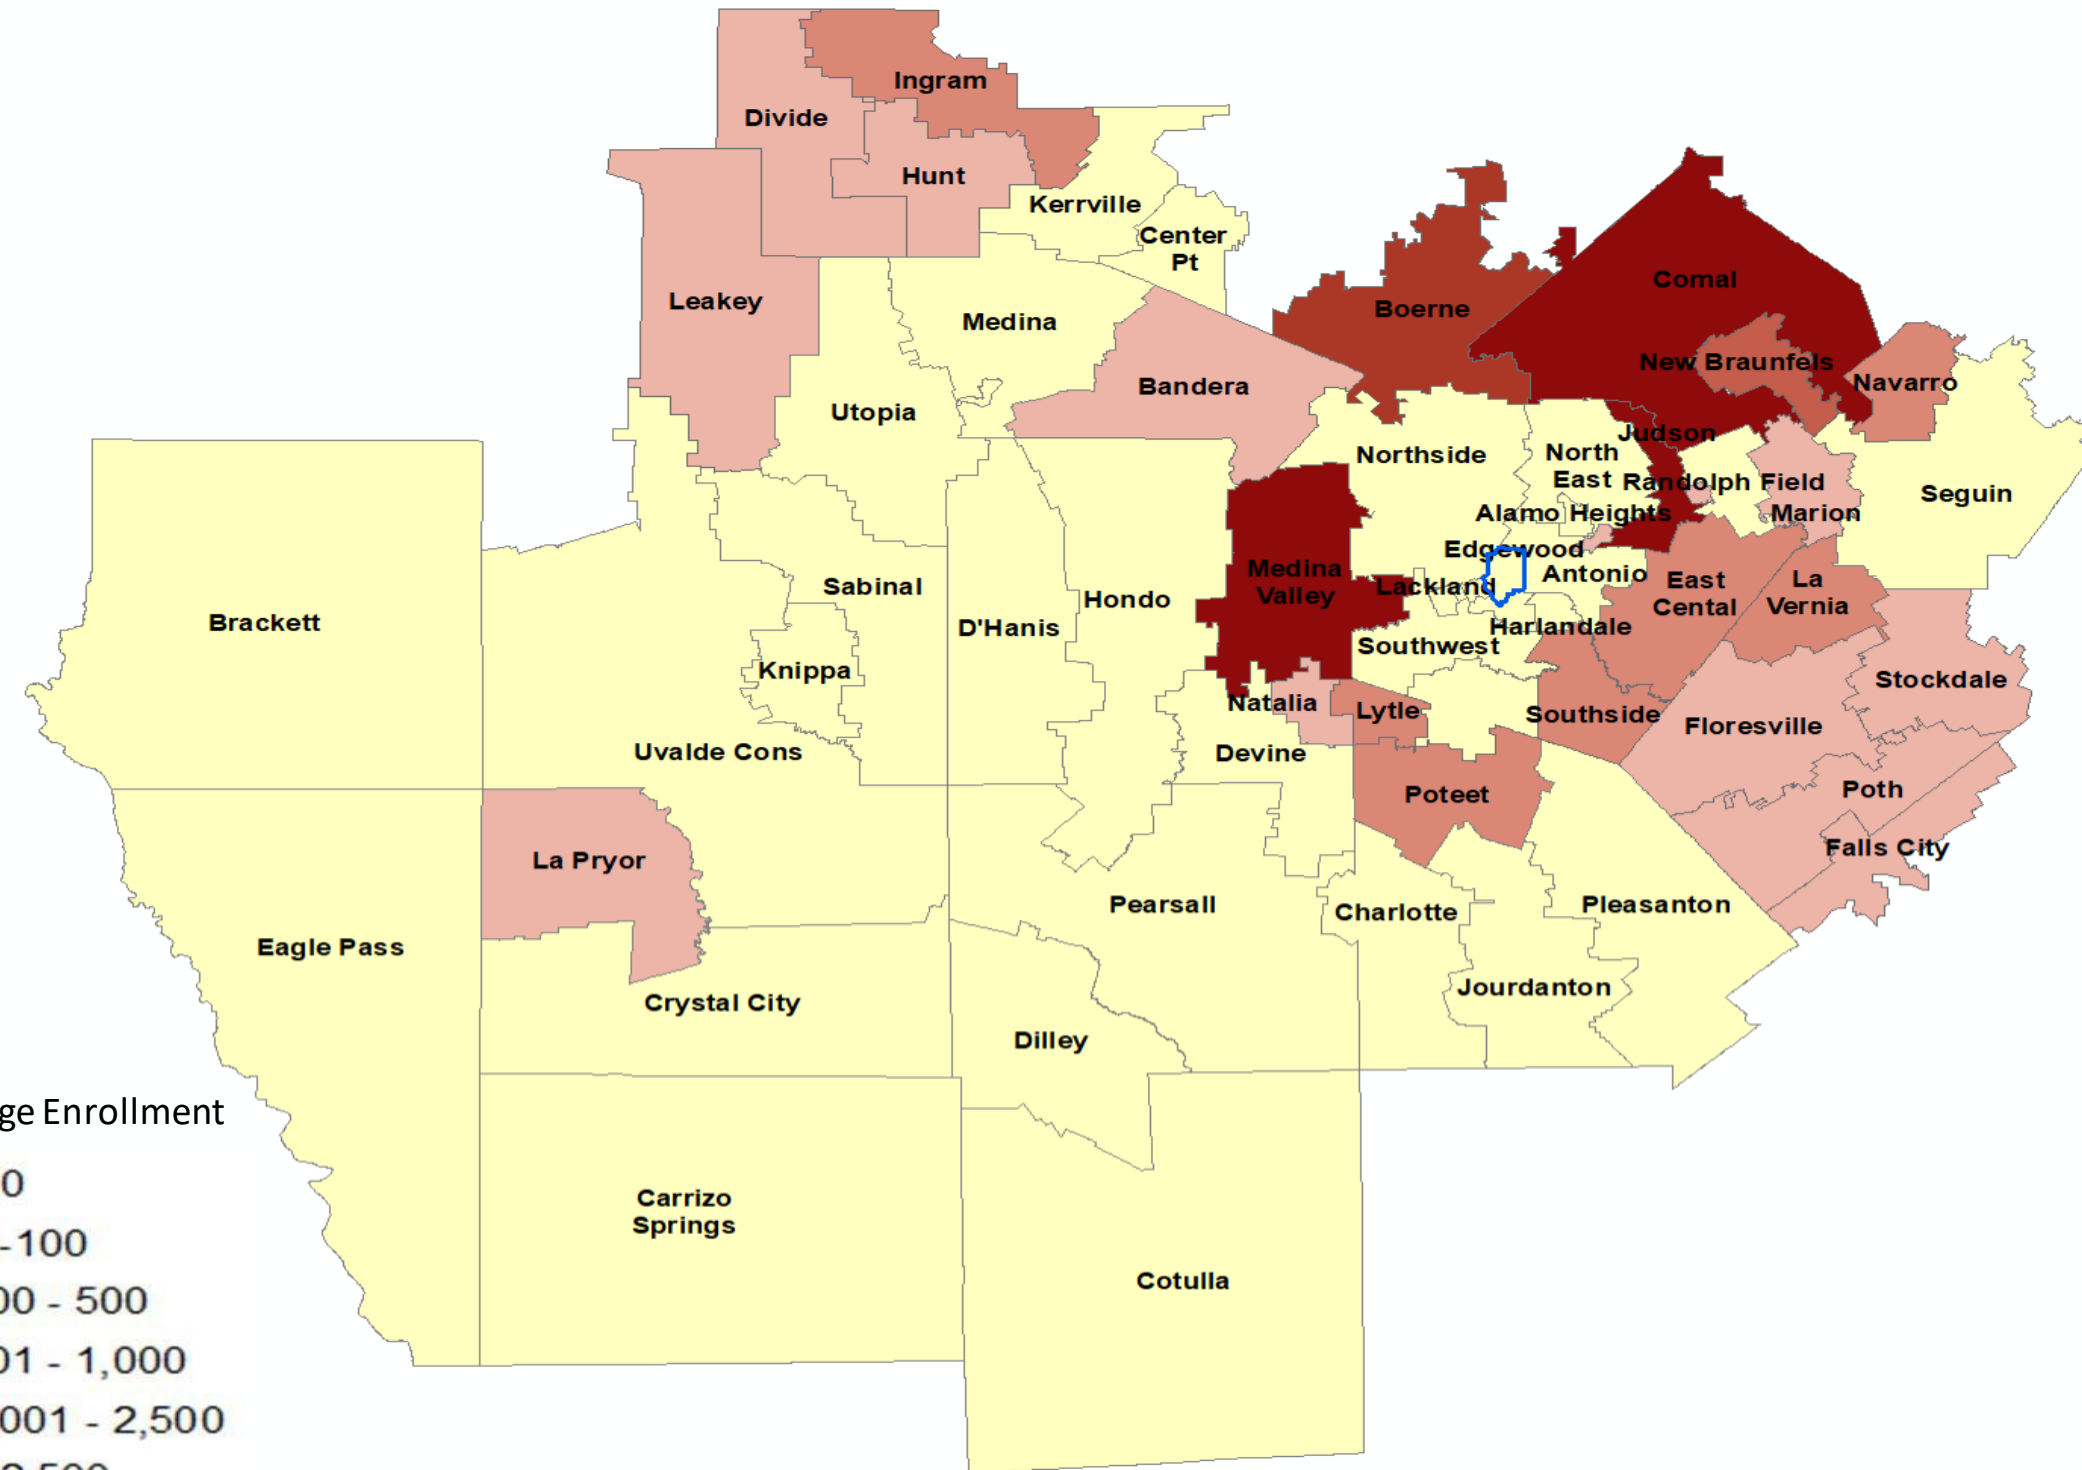 Ingram
Divide
Hunt
Kerrville
Center
Pt
Comal
Leakey
Boerne
Medina
New Braunfels
Navarro
Bandera
Utopia
Judson
Northside
North
East
Randolph Field
Seguin
Alamo Heights
Marion
Edgewood
Medina
Valley
Antonio
Lackland
East
Cental
La
Vernia
Sabinal
Hondo
Brackett
D'Hanis
Harlandale
Southwest
Knippa
Stockdale
Natalia
Lytle
Southside
Floresville
Uvalde Cons
Devine
Poteet
Poth
Falls City
La Pryor
Pearsall
Charlotte
Pleasanton
Eagle Pass
Jourdanton
Crystal City
Dilley
ge Enrollment
0
-100
00 - 500
01 - 1,000
001 - 2,500
Carrizo
Springs
Cotulla